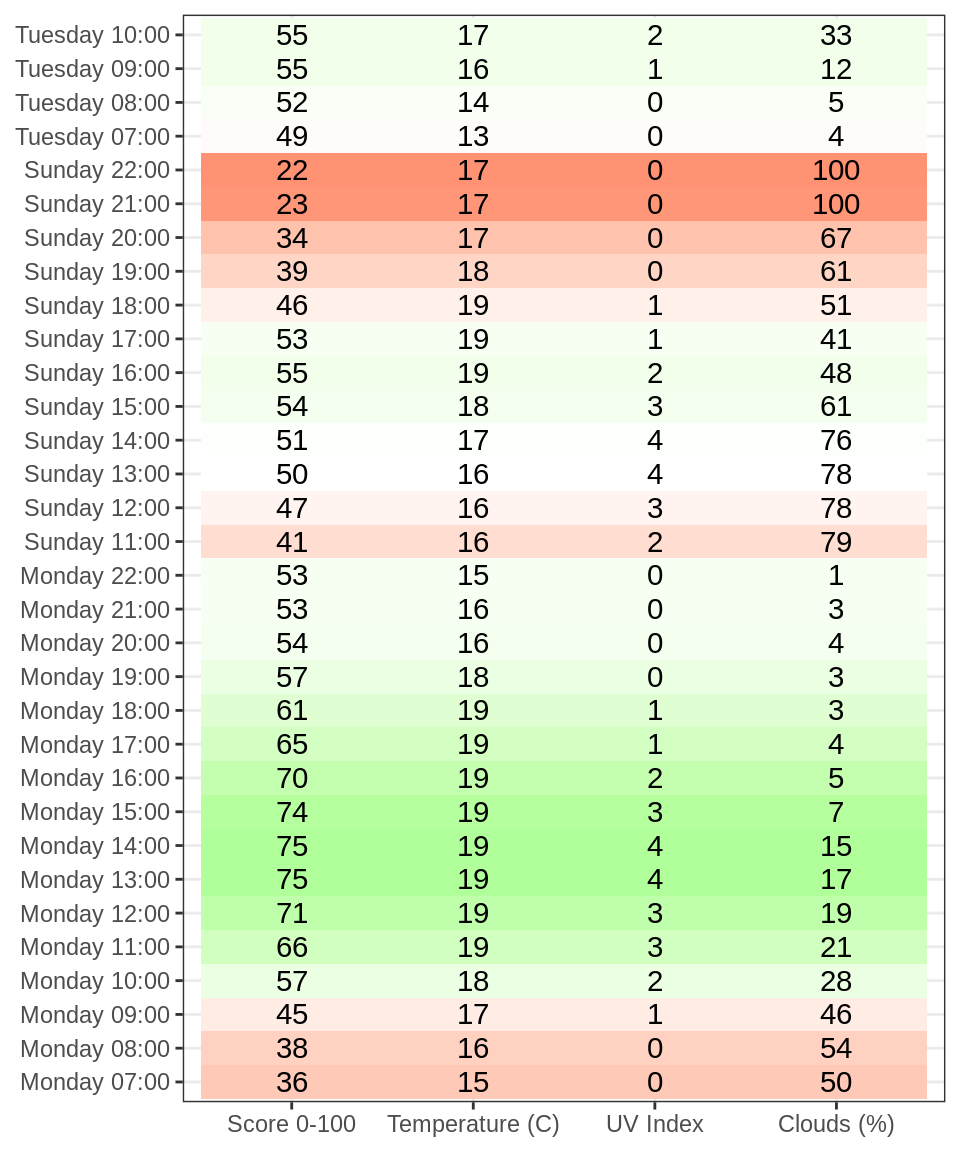 Tuesday 10:00 55 17 2 33
Tuesday 09:00 55 16 1 12
Tuesday 08:00 52 14 0 5
Tuesday 07:00 49 13 0 4
Sunday 22:00 22 17 0 100
Sunday 21:00 23 17 0 100
Sunday 20:00 34 17 0 67
Sunday 19:00 39 18 0 61
Sunday 18:00 46 19 1 51
Sunday 17:00 53 19 1 41
Sunday 16:00 55 19 2 48
Sunday 15:00 54 18 3 61
Sunday 14:00 51 17 4 76
Sunday 13:00 50 16 4 78
Sunday 12:00 47 16 3 78
Sunday 11:00 41 16 2 79
Monday 22:00 53 15 0 1
Monday 21:00 53 16 0 3
Monday 20:00 54 16 0 4
Monday 19:00 57 18 0 3
Monday 18:00 61 19 1 3
Monday 17:00 65 19 1 4
Monday 16:00 70 19 2 5
Monday 15:00 74 19 3 7
Monday 14:00 75 19 4 15
Monday 13:00 75 19 4 17
Monday 12:00 71 19 3 19
Monday 11:00 66 19 3 21
Monday 10:00 57 18 2 28
Monday 09:00 45 17 1 46
Monday 08:00 38 16 0 54
Monday 07:00 36 15 0 50
Score 0-100 Temperature (C) UV Index Clouds (%)